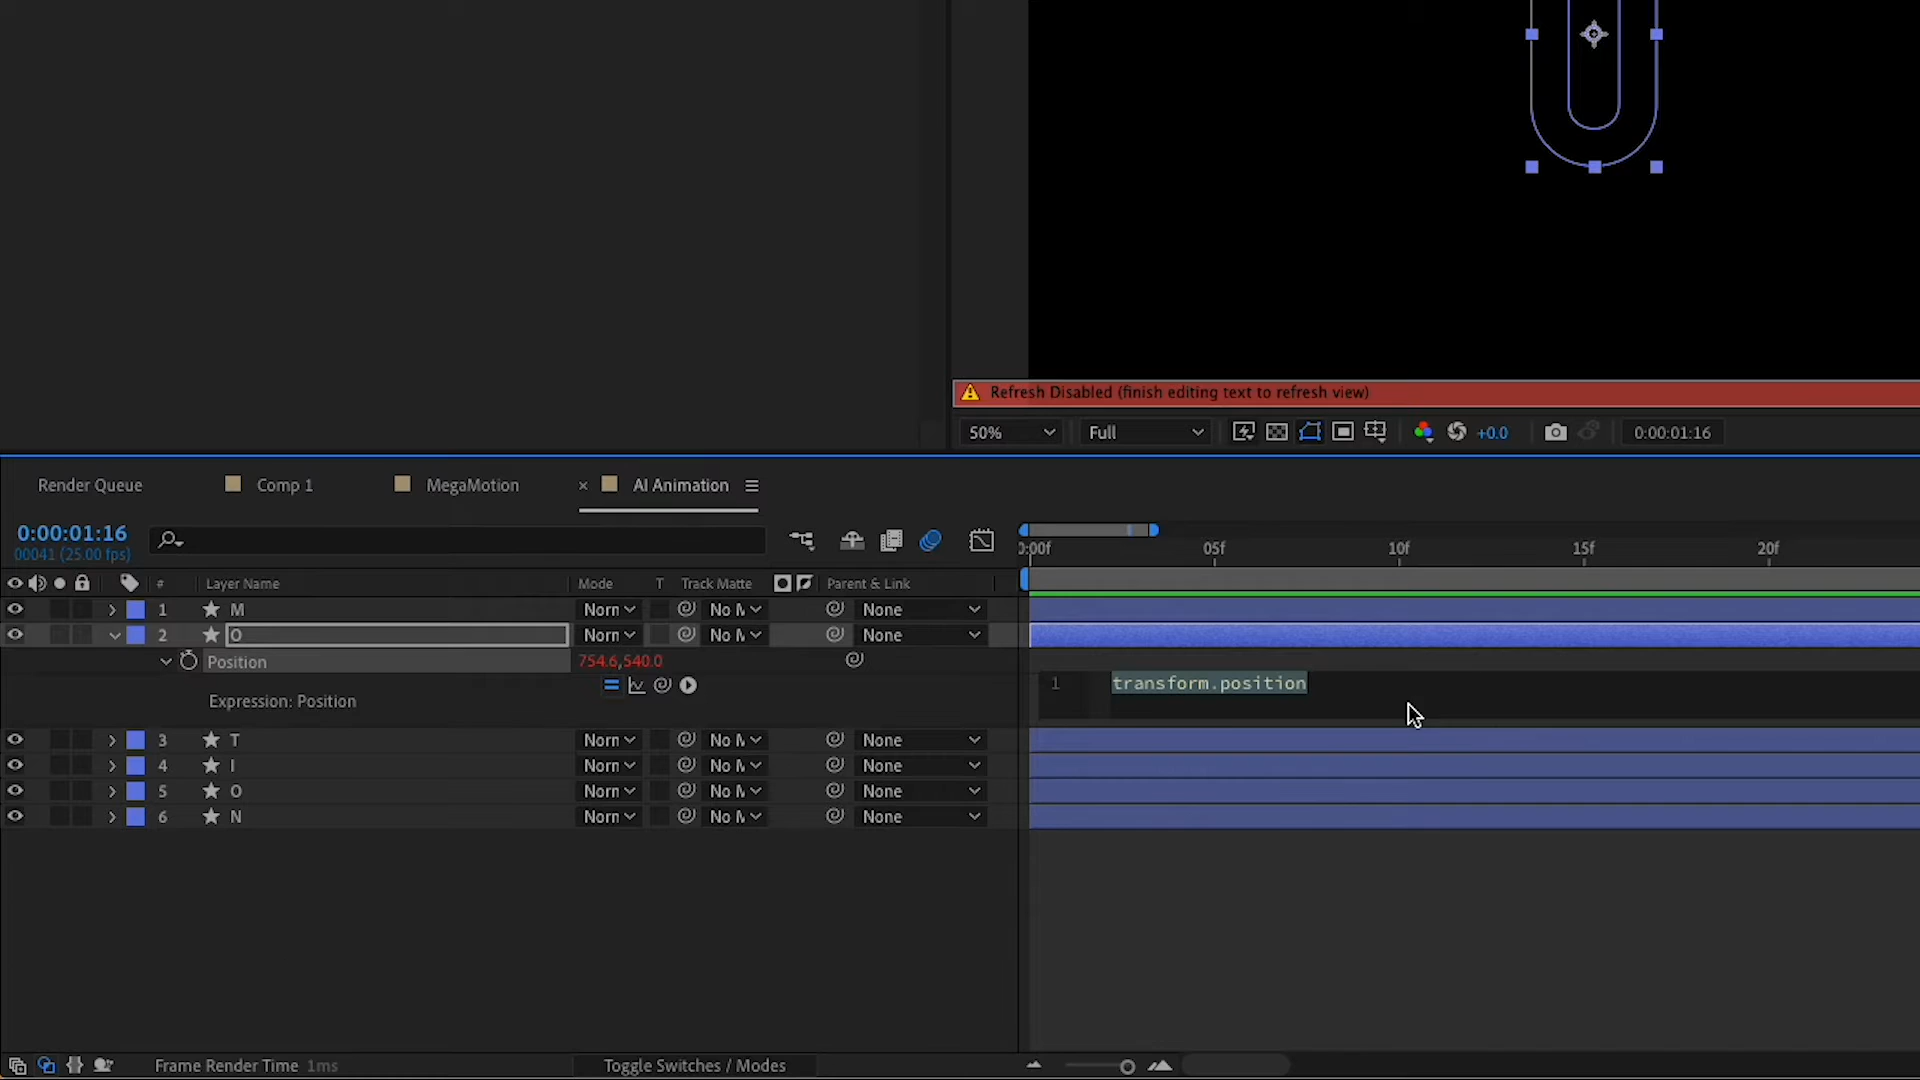 Refresh Disabled (finish editing text to refresh view)
50% Full +0.0 0:00:01:16
Render Queue Comp 1 MegaMotion × AI Animation
0:00:01:16
00041 (25.00 fps)
0:00f 05f 10f 15f 20f
# Layer Name Mode T Track Matte Parent & Link
1 M Norn No M None
2 O Norn No M None
Position 754.6,540.0
1 transform.position
Expression: Position
3 T Norn No M None
4 I Norn No M None
5 O Norn No M None
6 N Norn No M None
Frame Render Time 1ms Toggle Switches / Modes